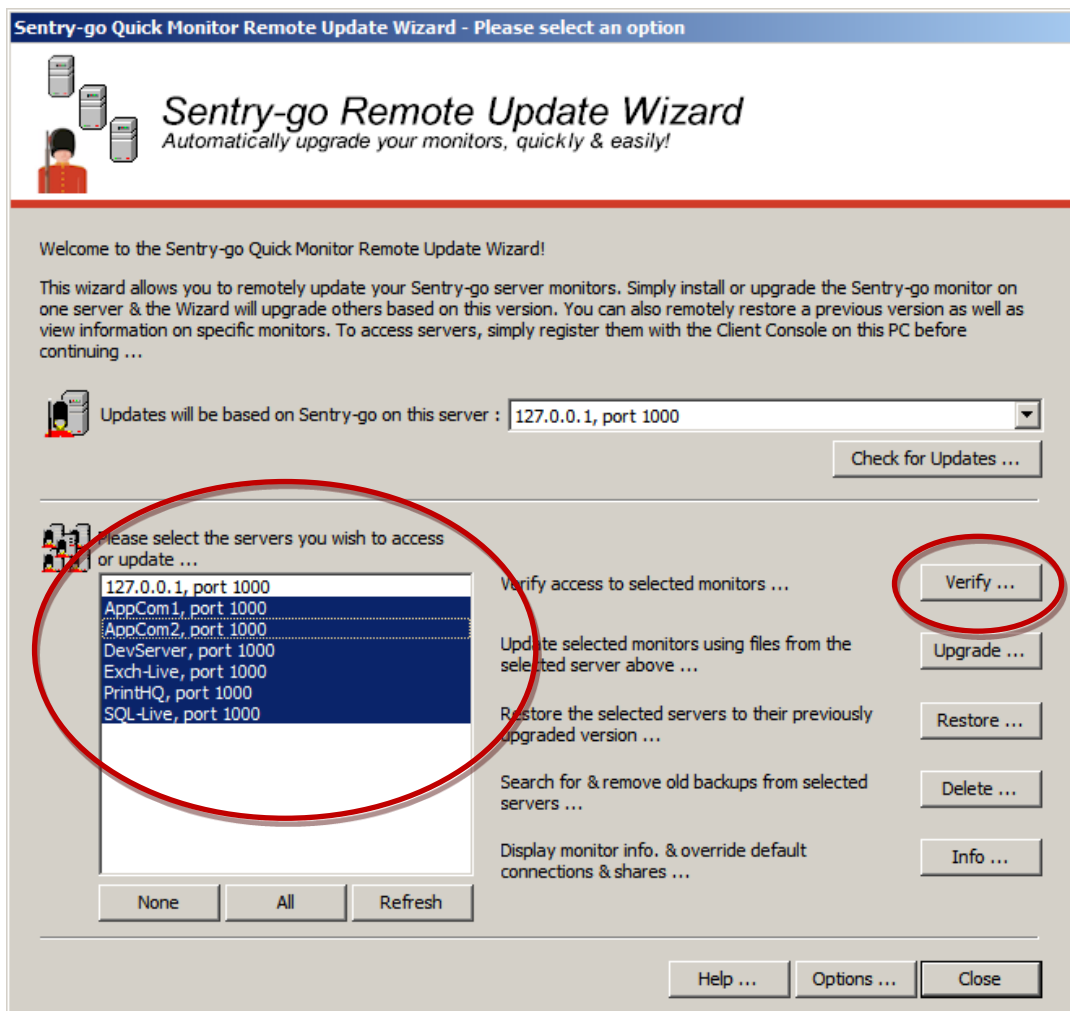 Sentry-go Quick Monitor Remote Update Wizard - Please select an option
Sentry-go Remote Update Wizard
Automatically upgrade your monitors, quickly & easily!
Welcome to the Sentry-go Quick Monitor Remote Update Wizard!
This wizard allows you to remotely update your Sentry-go server monitors. Simply install or upgrade the Sentry-go monitor on
one server & the Wizard will upgrade others based on this version. You can also remotely restore a previous version as well as
view information on specific monitors. To access servers, simply register them with the Client Console on this PC before
continuing ...
Updates will be based on Sentry-go on this server : 127.0.0.1, port 1000
Check for Updates ...
Please select the servers you wish to access
or update ...
127.0.0.1, port 1000
AppCom1, port 1000
AppCom2, port 1000
DevServer, port 1000
Exch-Live, port 1000
PrintHQ, port 1000
SQL-Live, port 1000
None All Refresh
Verify access to selected monitors ... Verify ...
Update selected monitors using files from the
selected server above ...
Upgrade ...
Restore the selected servers to their previously
upgraded version ...
Restore ...
Search for & remove old backups from selected
servers ...
Delete ...
Display monitor info. & override default
connections & shares ...
Info ...
Help ... Options ... Close